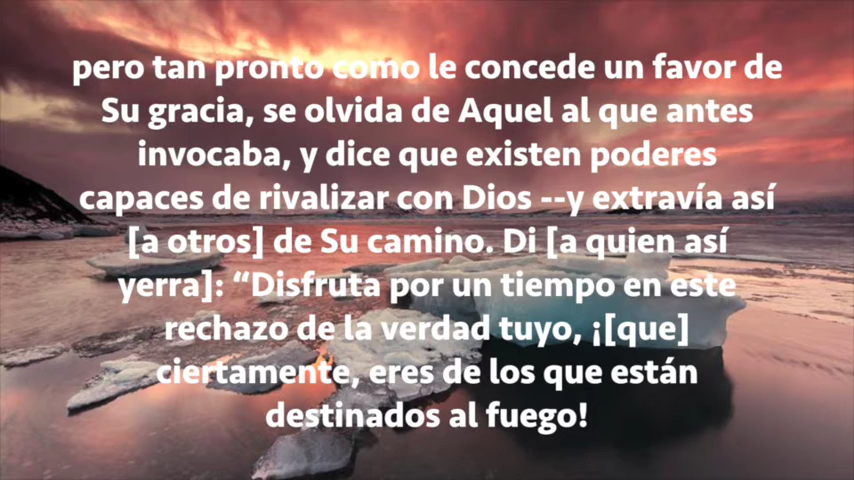 pero tan pronto como le concede un favor de
Su gracia, se olvida de Aquel al que antes
invocaba, y dice que existen poderes
capaces de rivalizar con Dios --y extravía así
[a otros] de Su camino. Di [a quien así
yerra]: “Disfruta por un tiempo en este
rechazo de la verdad tuyo, ¡[que]
ciertamente, eres de los que están
destinados al fuego!